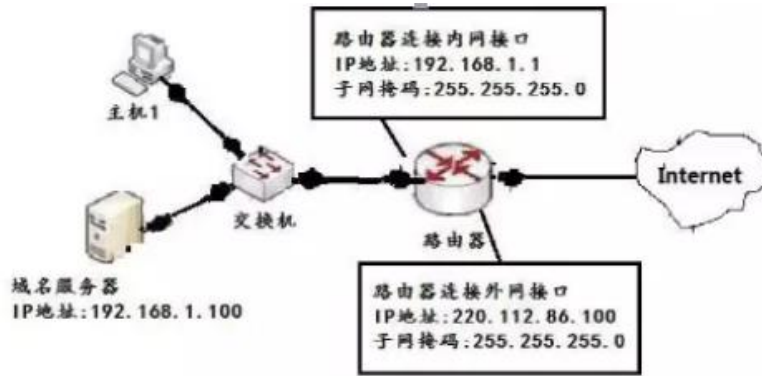 路由器连接内网接口
IP地址:192.168.1.1
子网掩码:255.255.255.0
主机1
交换机
路由器
Internet
域名服务器
IP地址:192.168.1.100
路由器连接外网接口
IP地址:220.112.86.100
子网掩码:255.255.255.0